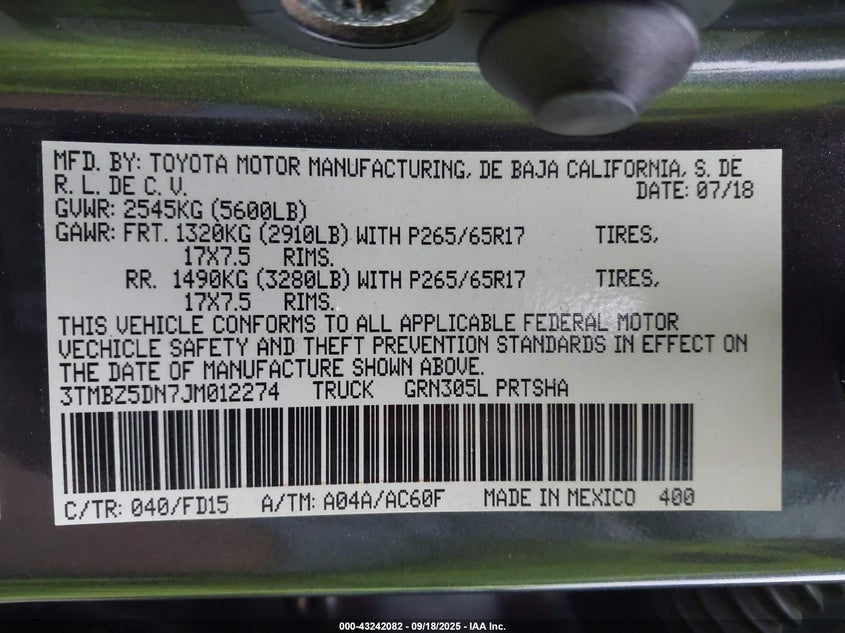 MFD. BY: TOYOTA MOTOR MANUFACTURING, DE BAJA CALIFORNIA, S. DE
R. L. DE C. V. DATE: 07/18
GVWR: 2545KG (5600LB)
GAWR: FRT. 1320KG (2910LB) WITH P265/65R17 TIRES,
17X7.5 RIMS.
RR. 1490KG (3280LB) WITH P265/65R17 TIRES,
17X7.5 RIMS.
THIS VEHICLE CONFORMS TO ALL APPLICABLE FEDERAL MOTOR
VECHICLE SAFETY AND THEFT PREVENTION STANDARDS IN EFFECT ON
THE DATE OF MANUFACTURE SHOWN ABOVE.
3TMBZ5DN7JM012274 TRUCK GRN305L PRTSHA
C/TR: 040/FD15 A/TM: A04A/AC60F MADE IN MEXICO 400
000-43242082 - 09/18/2025 - IAA Inc.